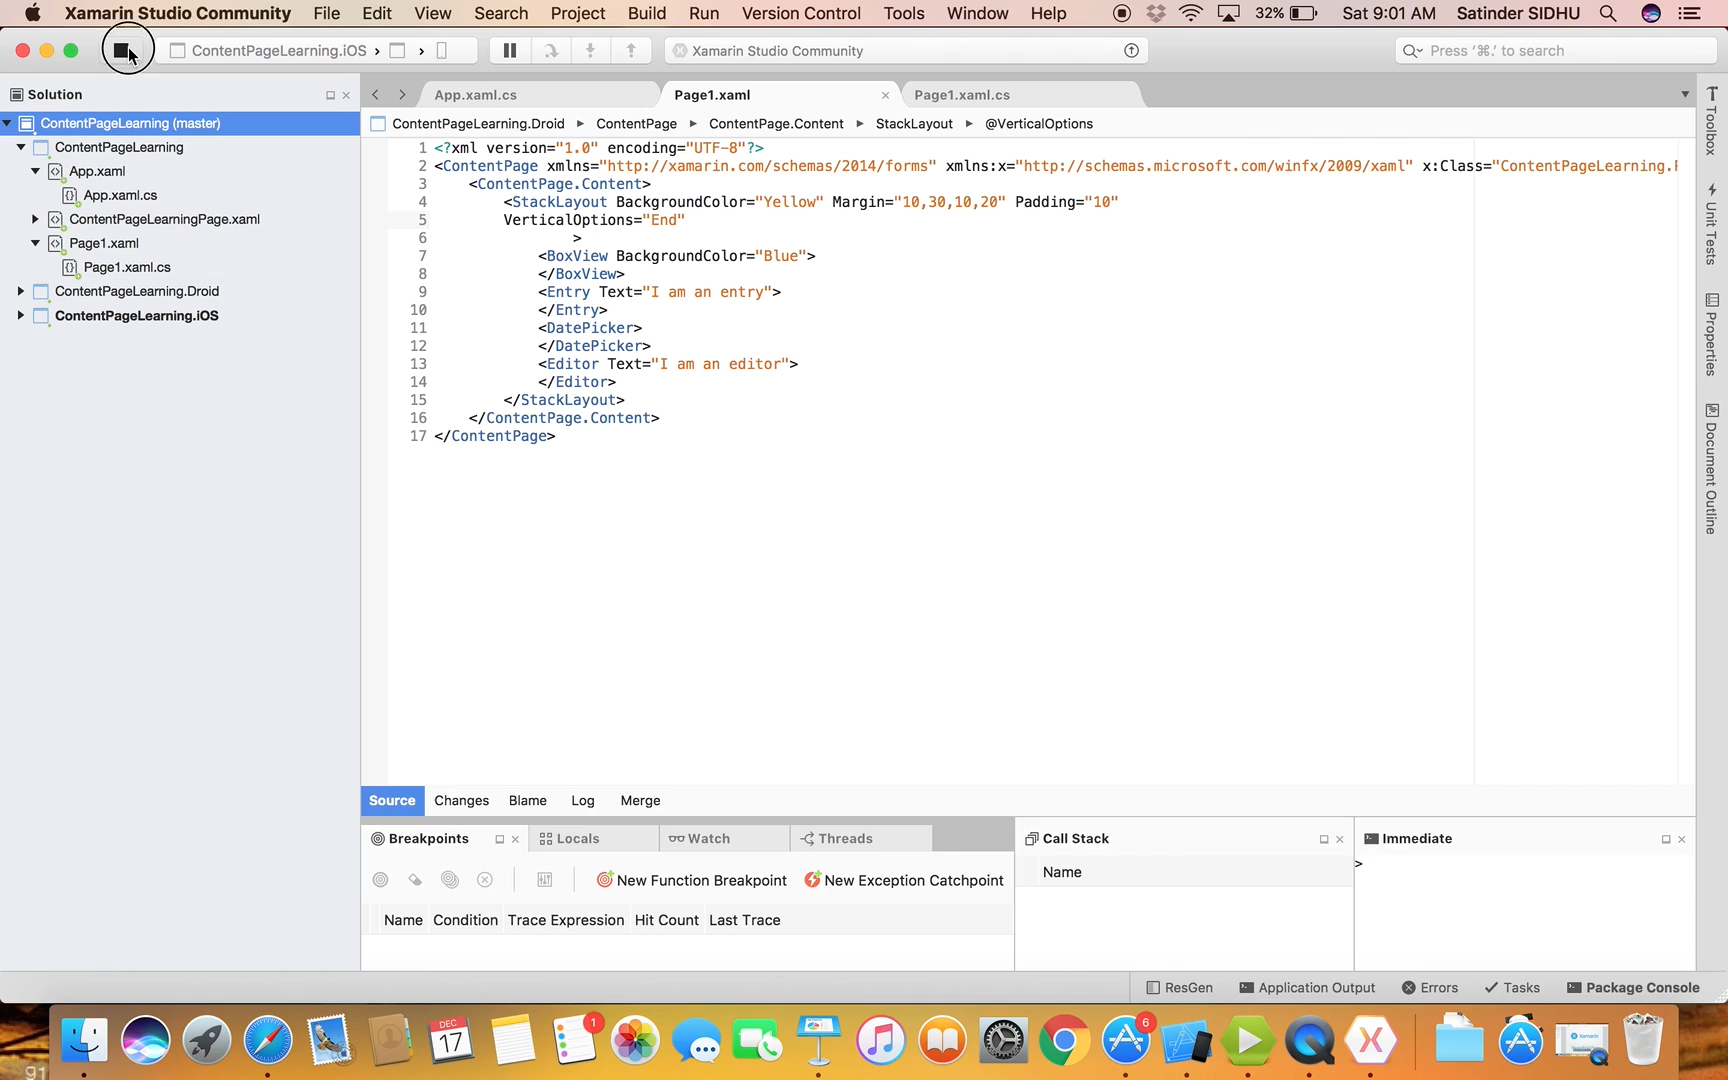 Xamarin Studio Community File Edit View Search Project Build Run Version Control Tools Window Help 32% Sat 9:01 AM Satinder SIDHU
ContentPageLearning.iOS Xamarin Studio Community Press '⌘.' to search
Solution
App.xaml.cs Page1.xaml Page1.xaml.cs
ContentPageLearning (master)
ContentPageLearning
App.xaml
App.xaml.cs
ContentPageLearningPage.xaml
Page1.xaml
Page1.xaml.cs
ContentPageLearning.Droid
ContentPageLearning.iOS
ContentPageLearning.Droid ContentPage ContentPage.Content StackLayout @VerticalOptions
1 <?xml version="1.0" encoding="UTF-8"?>
2 <ContentPage xmlns="http://xamarin.com/schemas/2014/forms" xmlns:x="http://schemas.microsoft.com/winfx/2009/xaml" x:Class="ContentPageLearning.
3 <ContentPage.Content>
4 <StackLayout BackgroundColor="Yellow" Margin="10,30,10,20" Padding="10"
5 VerticalOptions="End"
6 >
7 <BoxView BackgroundColor="Blue">
8 </BoxView>
9 <Entry Text="I am an entry">
10 </Entry>
11 <DatePicker>
12 </DatePicker>
13 <Editor Text="I am an editor">
14 </Editor>
15 </StackLayout>
16 </ContentPage.Content>
17 </ContentPage>
Toolbox
Unit Tests
Properties
Document Outline
Source Changes Blame Log Merge
Breakpoints Locals Watch Threads
New Function Breakpoint New Exception Catchpoint
Name Condition Trace Expression Hit Count Last Trace
Call Stack
Name
Immediate
>
ResGen Application Output Errors Tasks Package Console
DEC
17
1
6
91